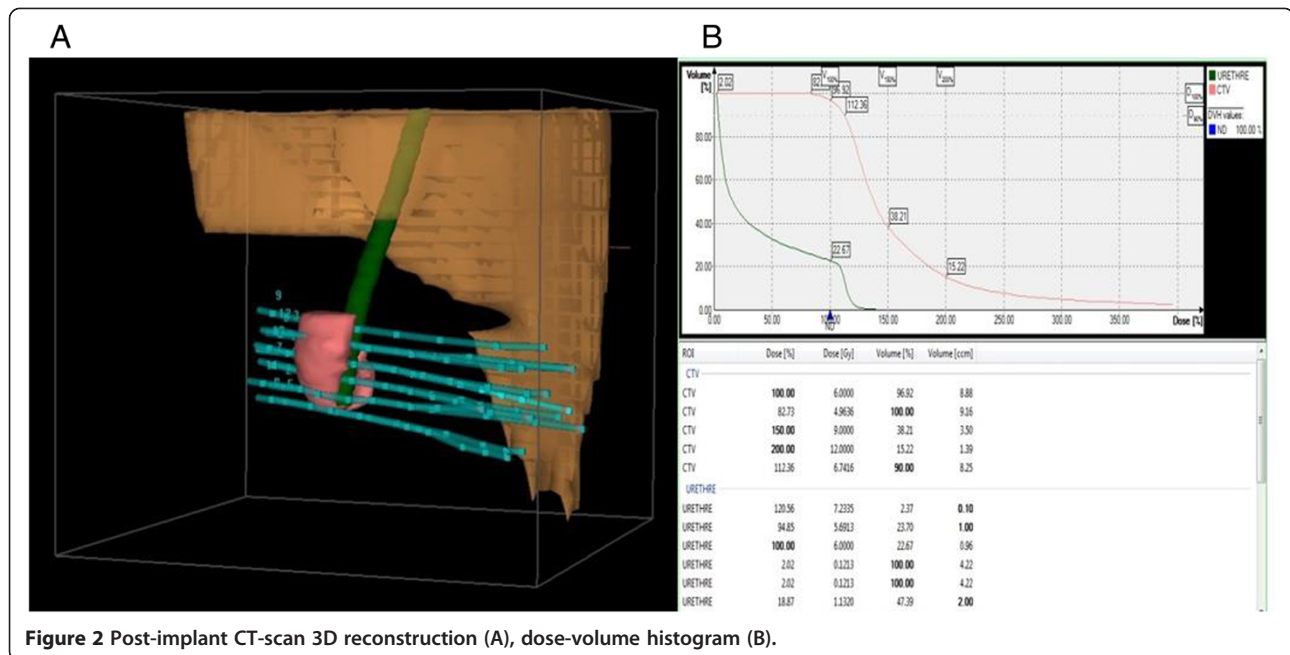 A
B
9
Volume [%]
2.02
82
V100%
96.92
112.36
V150%
V200%
D100%
D90%
URETHRE
CTV
DVH values:
ND 100.00 %
80.00
60.00
40.00
20.00
0.00
38.21
22.67
15.22
0.00 50.00 100.00 150.00 200.00 250.00 300.00 350.00 Dose [%]
ND
ROI Dose [%] Dose [Gy] Volume [%] Volume [ccm]
CTV
CTV 100.00 6.0000 96.92 8.88
CTV 82.73 4.9636 100.00 9.16
CTV 150.00 9.0000 38.21 3.50
CTV 200.00 12.0000 15.22 1.39
CTV 112.36 6.7416 90.00 8.25
URETHRE
URETHRE 120.56 7.2335 2.37 0.10
URETHRE 94.85 5.6913 23.70 1.00
URETHRE 100.00 6.0000 22.67 0.96
URETHRE 2.02 0.1213 100.00 4.22
URETHRE 2.02 0.1213 100.00 4.22
URETHRE 18.87 1.1320 47.39 2.00
Figure 2 Post-implant CT-scan 3D reconstruction (A), dose-volume histogram (B).